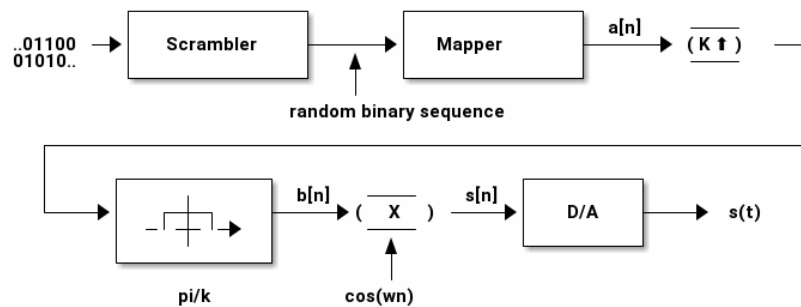 ..01100
01010..
Scrambler
Mapper
a[n]
( K ⬆ )
random binary sequence
b[n]
( X )
s[n]
D/A
s(t)
pi/k
cos(wn)